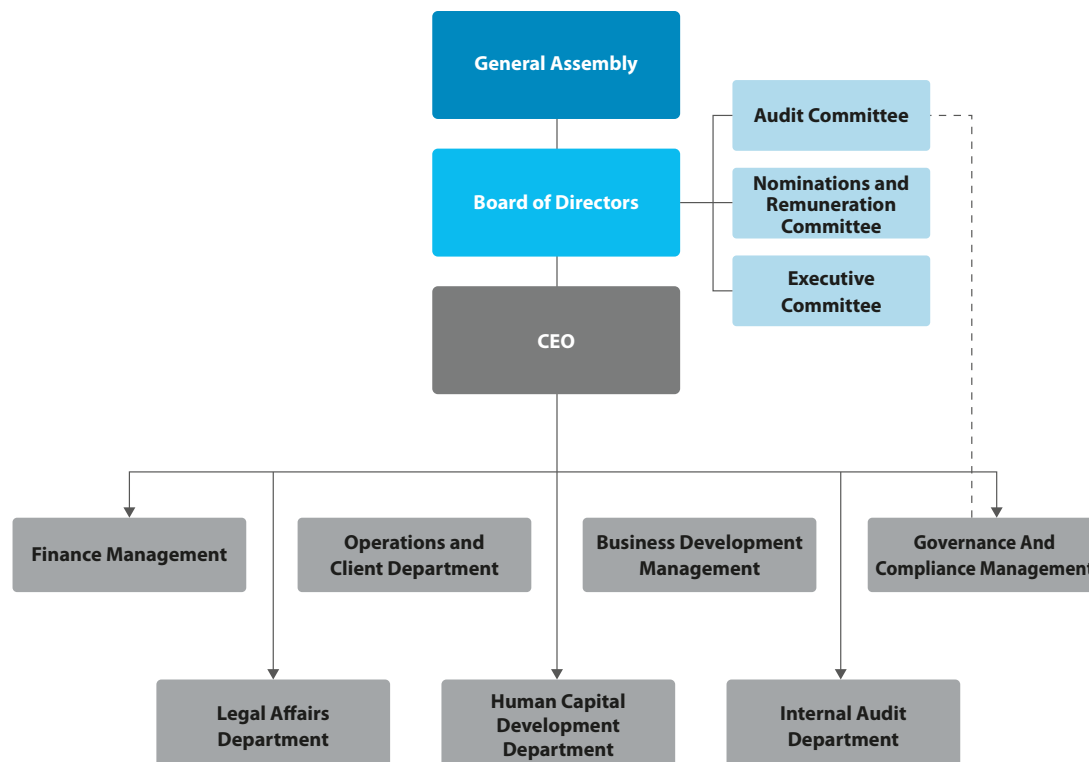 General Assembly
Audit Committee
Board of Directors
Nominations and
Remuneration
Committee
Executive
Committee
CEO
Finance Management
Operations and
Client Department
Business Development
Management
Governance And
Compliance Management
Legal Affairs
Department
Human Capital
Development
Department
Internal Audit
Department